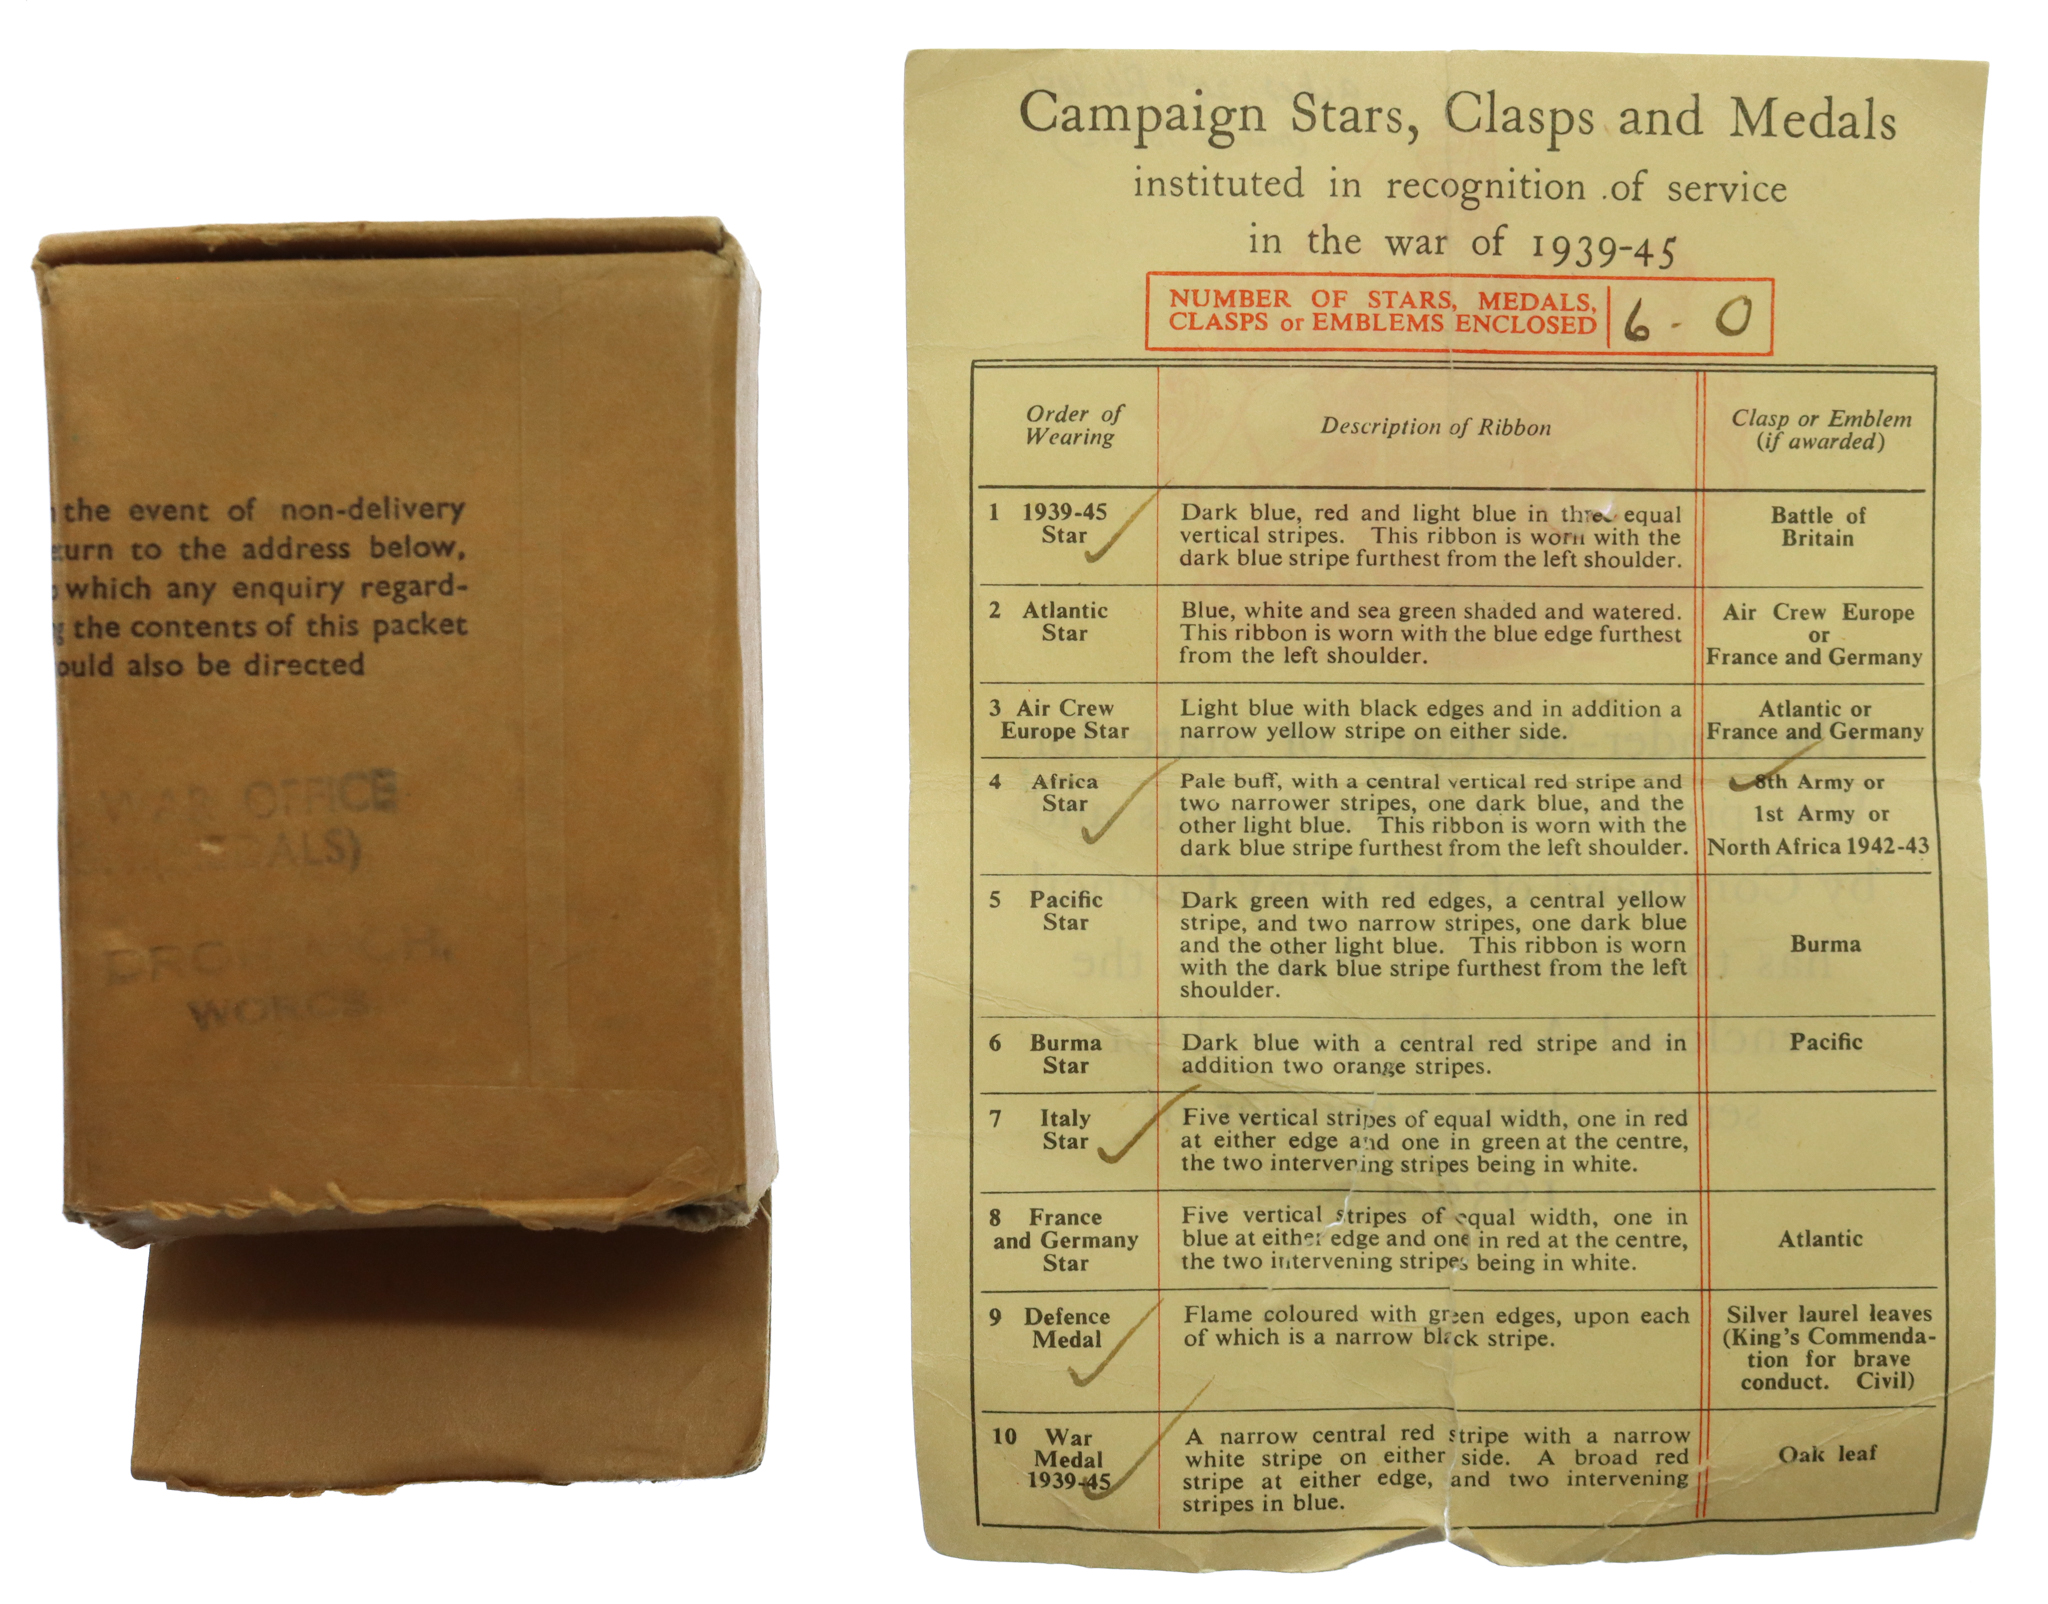 the event of non-delivery
turn to the address below,
which any enquiry regard-
the contents of this packet
ould also be directed
WAR OFFICE
(MEDALS)
WORCS.
Campaign Stars, Clasps and Medals
instituted in recognition of service
in the war of 1939-45
NUMBER OF STARS, MEDALS,
CLASPS or EMBLEMS ENCLOSED
6 - 0
Order of
Wearing
Description of Ribbon
Clasp or Emblem
(if awarded)
1 1939-45
Star
Dark blue, red and light blue in three equal
vertical stripes. This ribbon is worn with the
dark blue stripe furthest from the left shoulder.
Battle of
Britain
2 Atlantic
Star
Blue, white and sea green shaded and watered.
This ribbon is worn with the blue edge furthest
from the left shoulder.
Air Crew Europe
or
France and Germany
3 Air Crew
Europe Star
Light blue with black edges and in addition a
narrow yellow stripe on either side.
Atlantic or
France and Germany
4 Africa
Star
Pale buff, with a central vertical red stripe and
two narrower stripes, one dark blue, and the
other light blue. This ribbon is worn with the
dark blue stripe furthest from the left shoulder.
8th Army or
1st Army or
North Africa 1942-43
5 Pacific
Star
Dark green with red edges, a central yellow
stripe, and two narrow stripes, one dark blue
and the other light blue. This ribbon is worn
with the dark blue stripe furthest from the left
shoulder.
Burma
6 Burma
Star
Dark blue with a central red stripe and in
addition two orange stripes.
Pacific
7 Italy
Star
Five vertical stripes of equal width, one in red
at either edge and one in green at the centre,
the two intervening stripes being in white.
8 France
and Germany
Star
Five vertical stripes of equal width, one in
blue at either edge and one in red at the centre,
the two intervening stripes being in white.
Atlantic
9 Defence
Medal
Flame coloured with green edges, upon each
of which is a narrow black stripe.
Silver laurel leaves
(King's Commenda-
tion for brave
conduct. Civil)
10 War
Medal
1939-45
A narrow central red stripe with a narrow
white stripe on either side. A broad red
stripe at either edge, and two intervening
stripes in blue.
Oak leaf